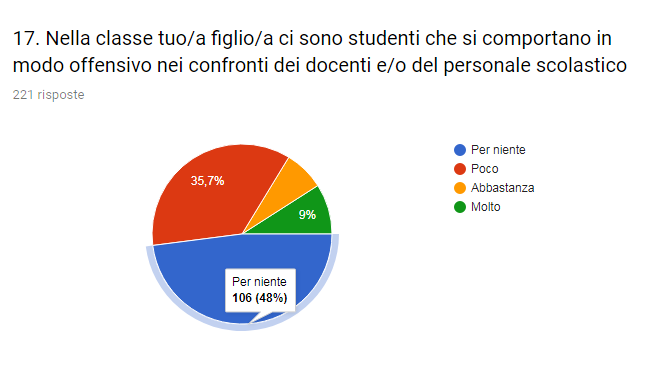 17. Nella classe tuo/a figlio/a ci sono studenti che si comportano in
modo offensivo nei confronti dei docenti e/o del personale scolastico
221 risposte
Per niente
Poco
Abbastanza
Molto
35,7%
9%
Per niente
106 (48%)